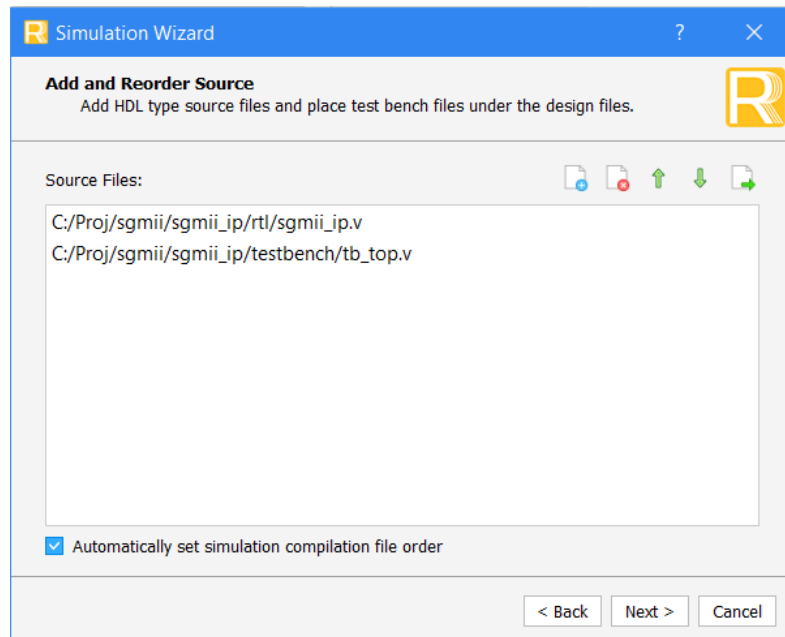 Simulation Wizard ?
Add and Reorder Source
Add HDL type source files and place test bench files under the design files.
Source Files:
C:/Proj/sgmii/sgmii_ip/rtl/sgmii_ip.v
C:/Proj/sgmii/sgmii_ip/testbench/tb_top.v
Automatically set simulation compilation file order
< Back Next > Cancel